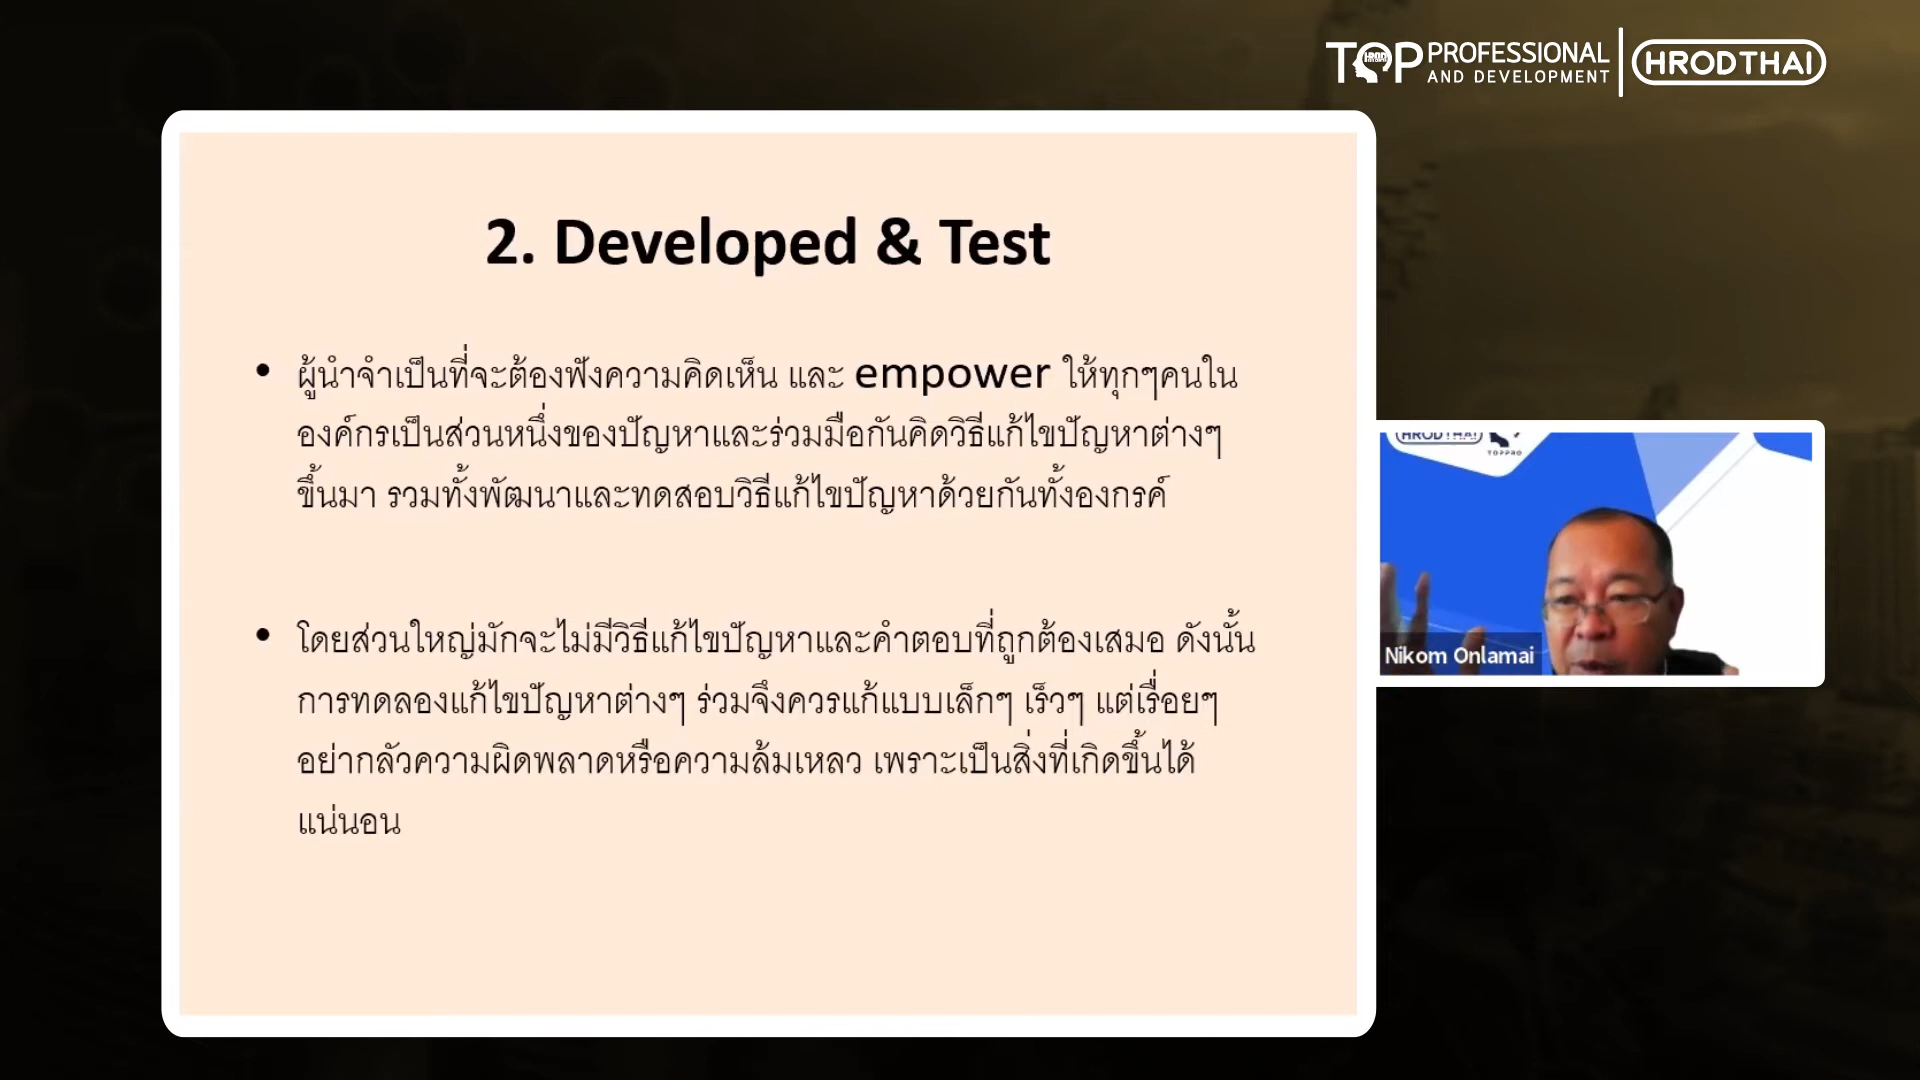 TOP PROFESSIONAL AND DEVELOPMENT
HRODTHAI
2. Developed & Test
• ผู้นำจำเป็นที่จะต้องฟังความคิดเห็น และ empower ให้ทุกๆคนใน
องค์กรเป็นส่วนหนึ่งของปัญหาและร่วมมือกันคิดวิธีแก้ไขปัญหาต่างๆ
ขึ้นมา รวมทั้งพัฒนาและทดสอบวิธีแก้ไขปัญหาด้วยกันทั้งองกรค์
• โดยส่วนใหญ่มักจะไม่มีวิธีแก้ไขปัญหาและคำตอบที่ถูกต้องเสมอ ดังนั้น
การทดลองแก้ไขปัญหาต่างๆ ร่วมจึงควรแก้แบบเล็กๆ เร็วๆ แต่เรื่อยๆ
อย่ากลัวความผิดพลาดหรือความล้มเหลว เพราะเป็นสิ่งที่เกิดขึ้นได้
แน่นอน
HRODTHAI
TOPPRO
Nikom Onlamai